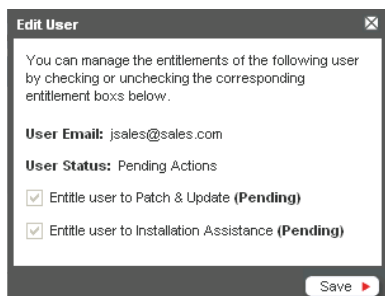 Edit User
You can manage the entitlements of the following user
by checking or unchecking the corresponding
entitlement boxs below.
User Email: jsales@sales.com
User Status: Pending Actions
Entitle user to Patch & Update (Pending)
Entitle user to Installation Assistance (Pending)
Save